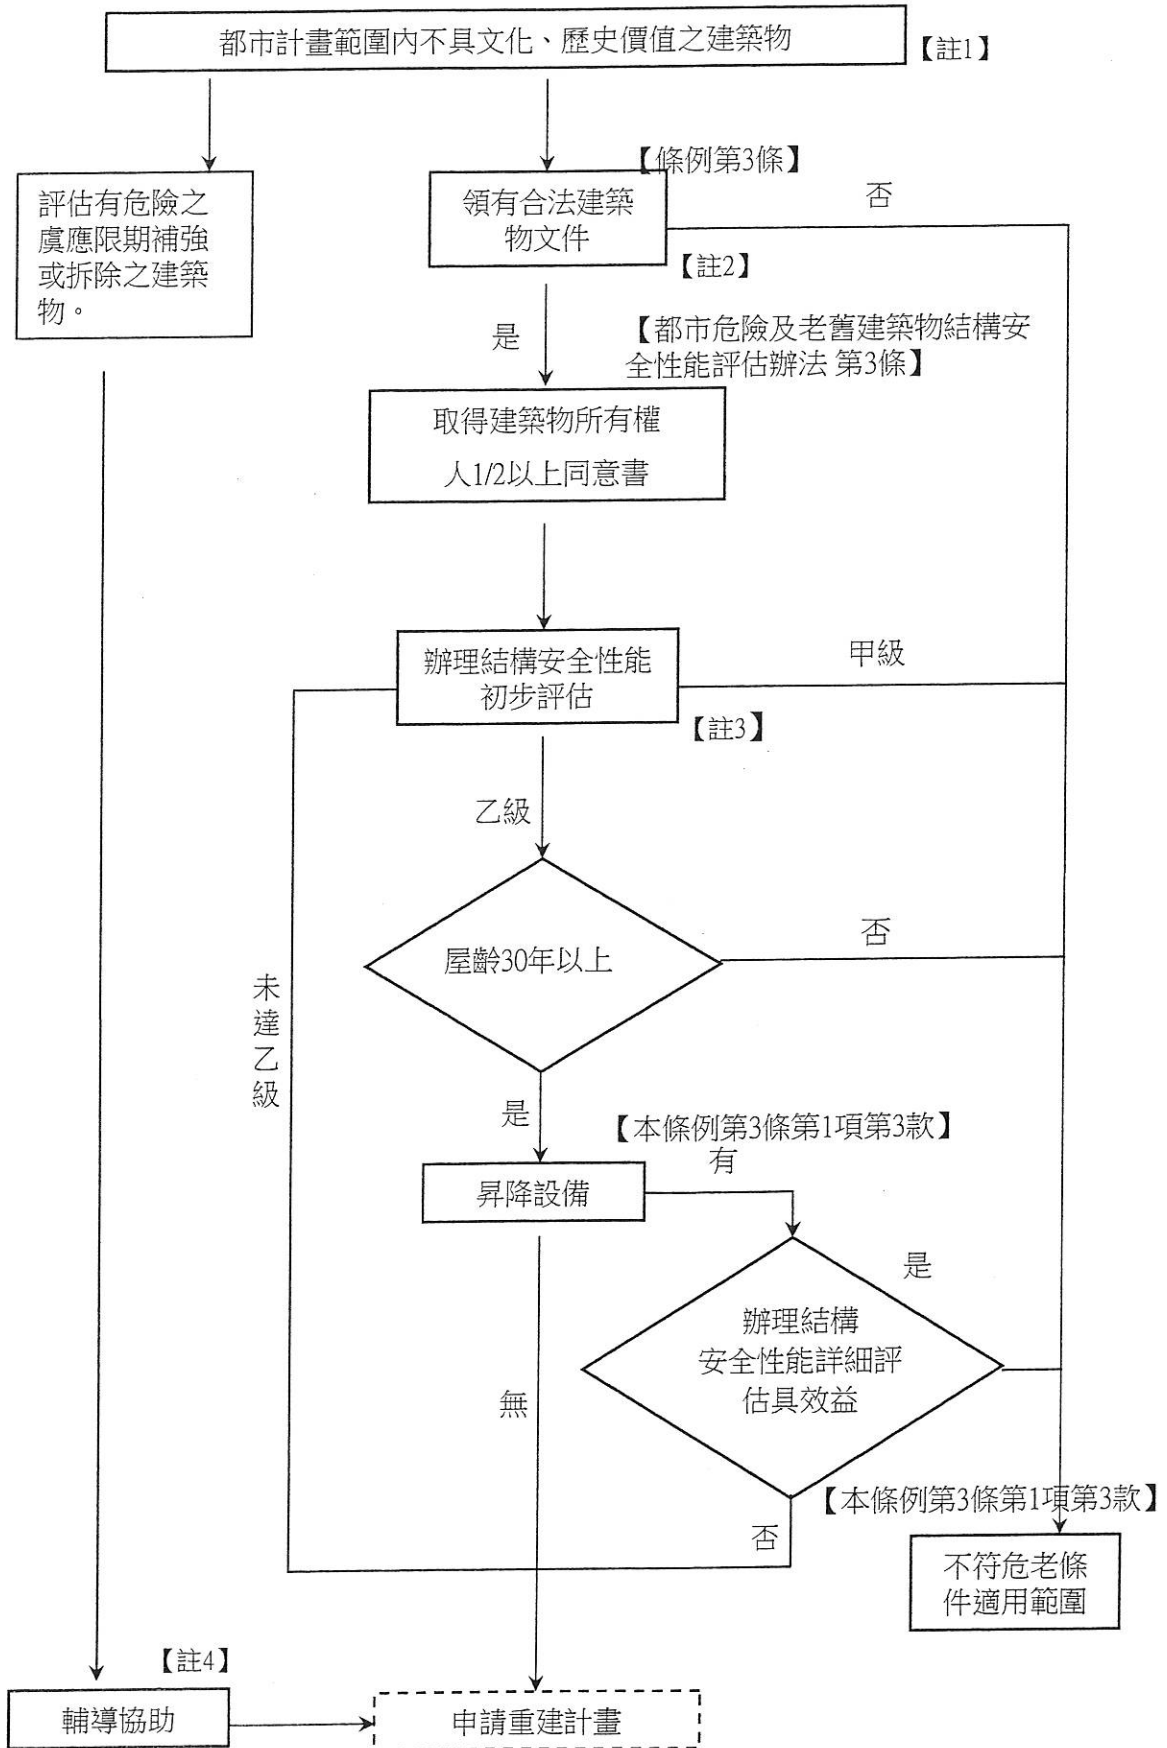 都市計畫範圍內不具文化、歷史價值之建築物
【註1】
評估有危險之
虞應限期補強
或拆除之建築
物。
【條例第3條】
領有合法建築
物文件
否
【註2】
是
【都市危險及老舊建築物結構安
全性能評估辦法 第3條】
取得建築物所有權
人1/2以上同意書
辦理結構安全性能
初步評估
甲級
【註3】
乙級
屋齡30年以上
否
未達乙級
是
【本條例第3條第1項第3款】
有
昇降設備
是
辦理結構
安全性能詳細評
估具效益
無
【本條例第3條第1項第3款】
否
不符危老條
件適用範圍
【註4】
輔導協助
申請重建計畫